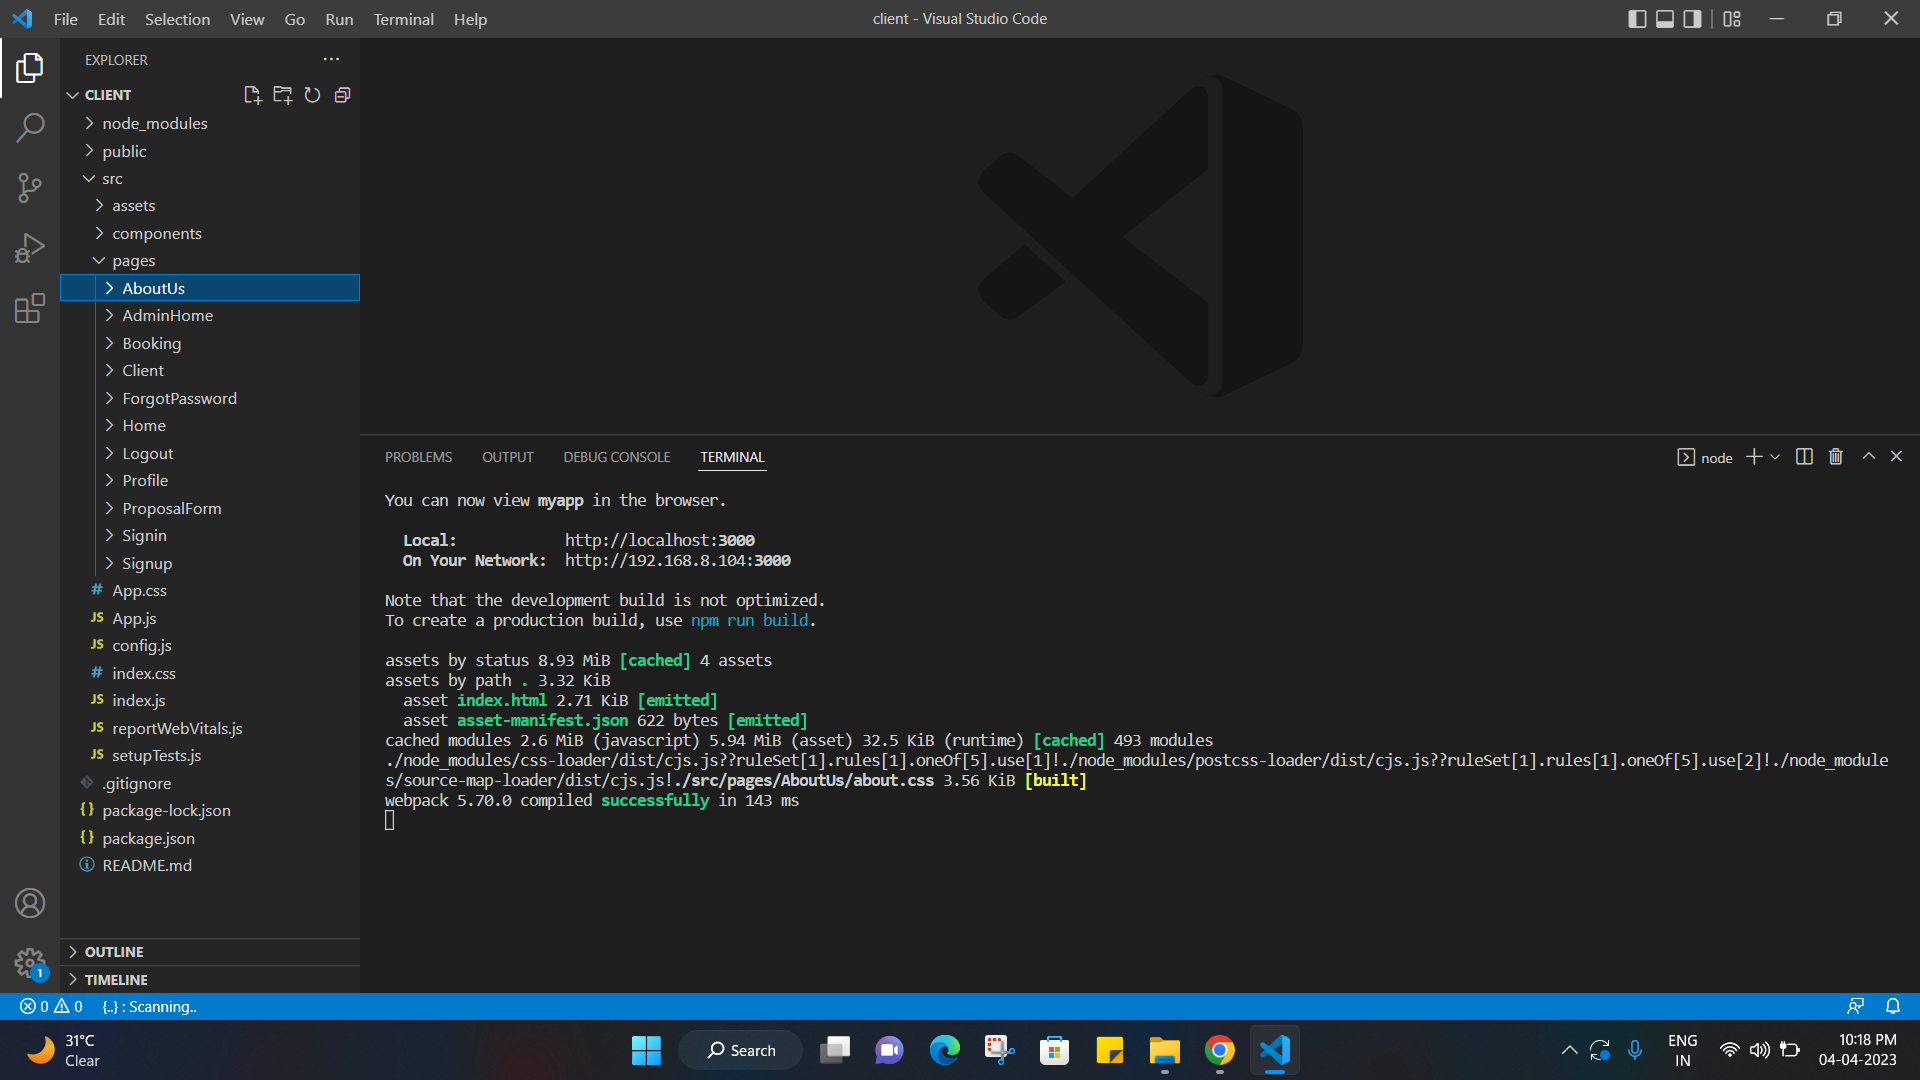 File Edit Selection View Go Run Terminal Help
client - Visual Studio Code
EXPLORER
CLIENT
node_modules
public
src
assets
components
pages
AboutUs
AdminHome
Booking
Client
ForgotPassword
Home
Logout
Profile
ProposalForm
Signin
Signup
# App.css
JS App.js
JS config.js
# index.css
JS index.js
JS reportWebVitals.js
JS setupTests.js
.gitignore
{} package-lock.json
{} package.json
README.md
OUTLINE
TIMELINE
PROBLEMS OUTPUT DEBUG CONSOLE TERMINAL
node
You can now view myapp in the browser.
Local: http://localhost:3000
On Your Network: http://192.168.8.104:3000
Note that the development build is not optimized.
To create a production build, use npm run build.
assets by status 8.93 MiB [cached] 4 assets
assets by path . 3.32 KiB
asset index.html 2.71 KiB [emitted]
asset asset-manifest.json 622 bytes [emitted]
cached modules 2.6 MiB (javascript) 5.94 MiB (asset) 32.5 KiB (runtime) [cached] 493 modules
./node_modules/css-loader/dist/cjs.js??ruleSet[1].rules[1].oneOf[5].use[1]!./node_modules/postcss-loader/dist/cjs.js??ruleSet[1].rules[1].oneOf[5].use[2]!./node_module
s/source-map-loader/dist/cjs.js!./src/pages/AboutUs/about.css 3.56 KiB [built]
webpack 5.70.0 compiled successfully in 143 ms
1
0 0 {..} : Scanning..
31°C
Clear
Search
ENG
IN
10:18 PM
04-04-2023